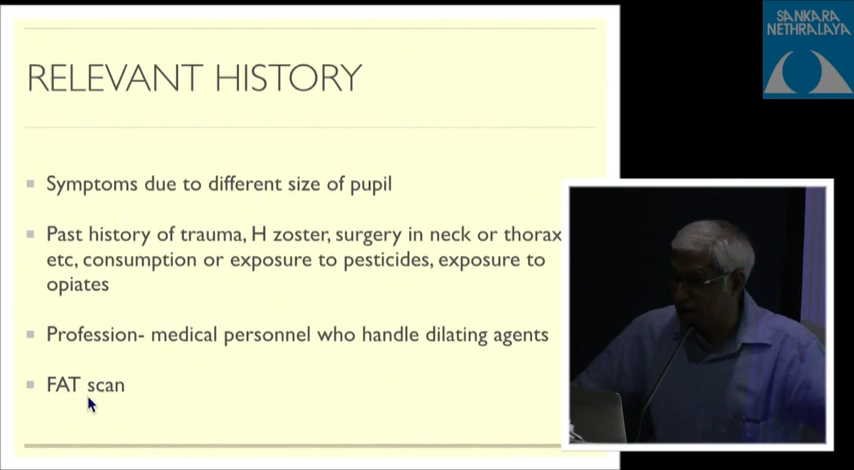 SANKARA
NETHRALAYA
RELEVANT HISTORY
Symptoms due to different size of pupil
Past history of trauma, H zoster, surgery in neck or thorax
etc, consumption or exposure to pesticides, exposure to
opiates
Profession- medical personnel who handle dilating agents
FAT scan